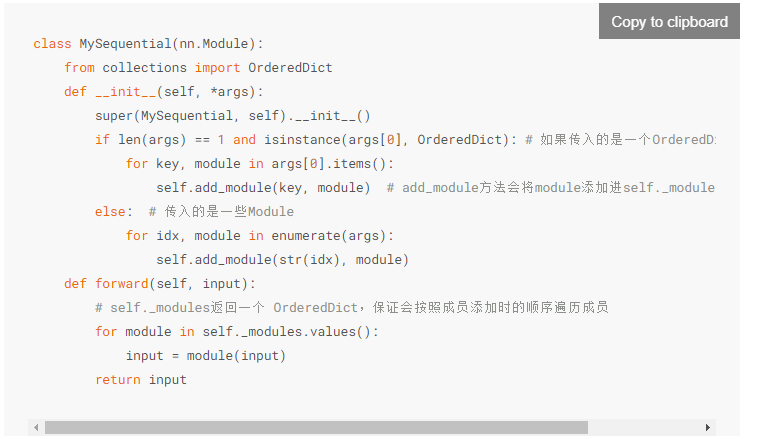 Copy to clipboard
class MySequential(nn.Module):
    from collections import OrderedDict
    def __init__(self, *args):
        super(MySequential, self).__init__()
        if len(args) == 1 and isinstance(args[0], OrderedDict): # 如果传入的是一个OrderedDi
            for key, module in args[0].items():
                self.add_module(key, module)  # add_module方法会将module添加进self._module
        else:  # 传入的是一些Module
            for idx, module in enumerate(args):
                self.add_module(str(idx), module)
    def forward(self, input):
        # self._modules返回一个 OrderedDict，保证会按照成员添加时的顺序遍历成员
        for module in self._modules.values():
            input = module(input)
        return input